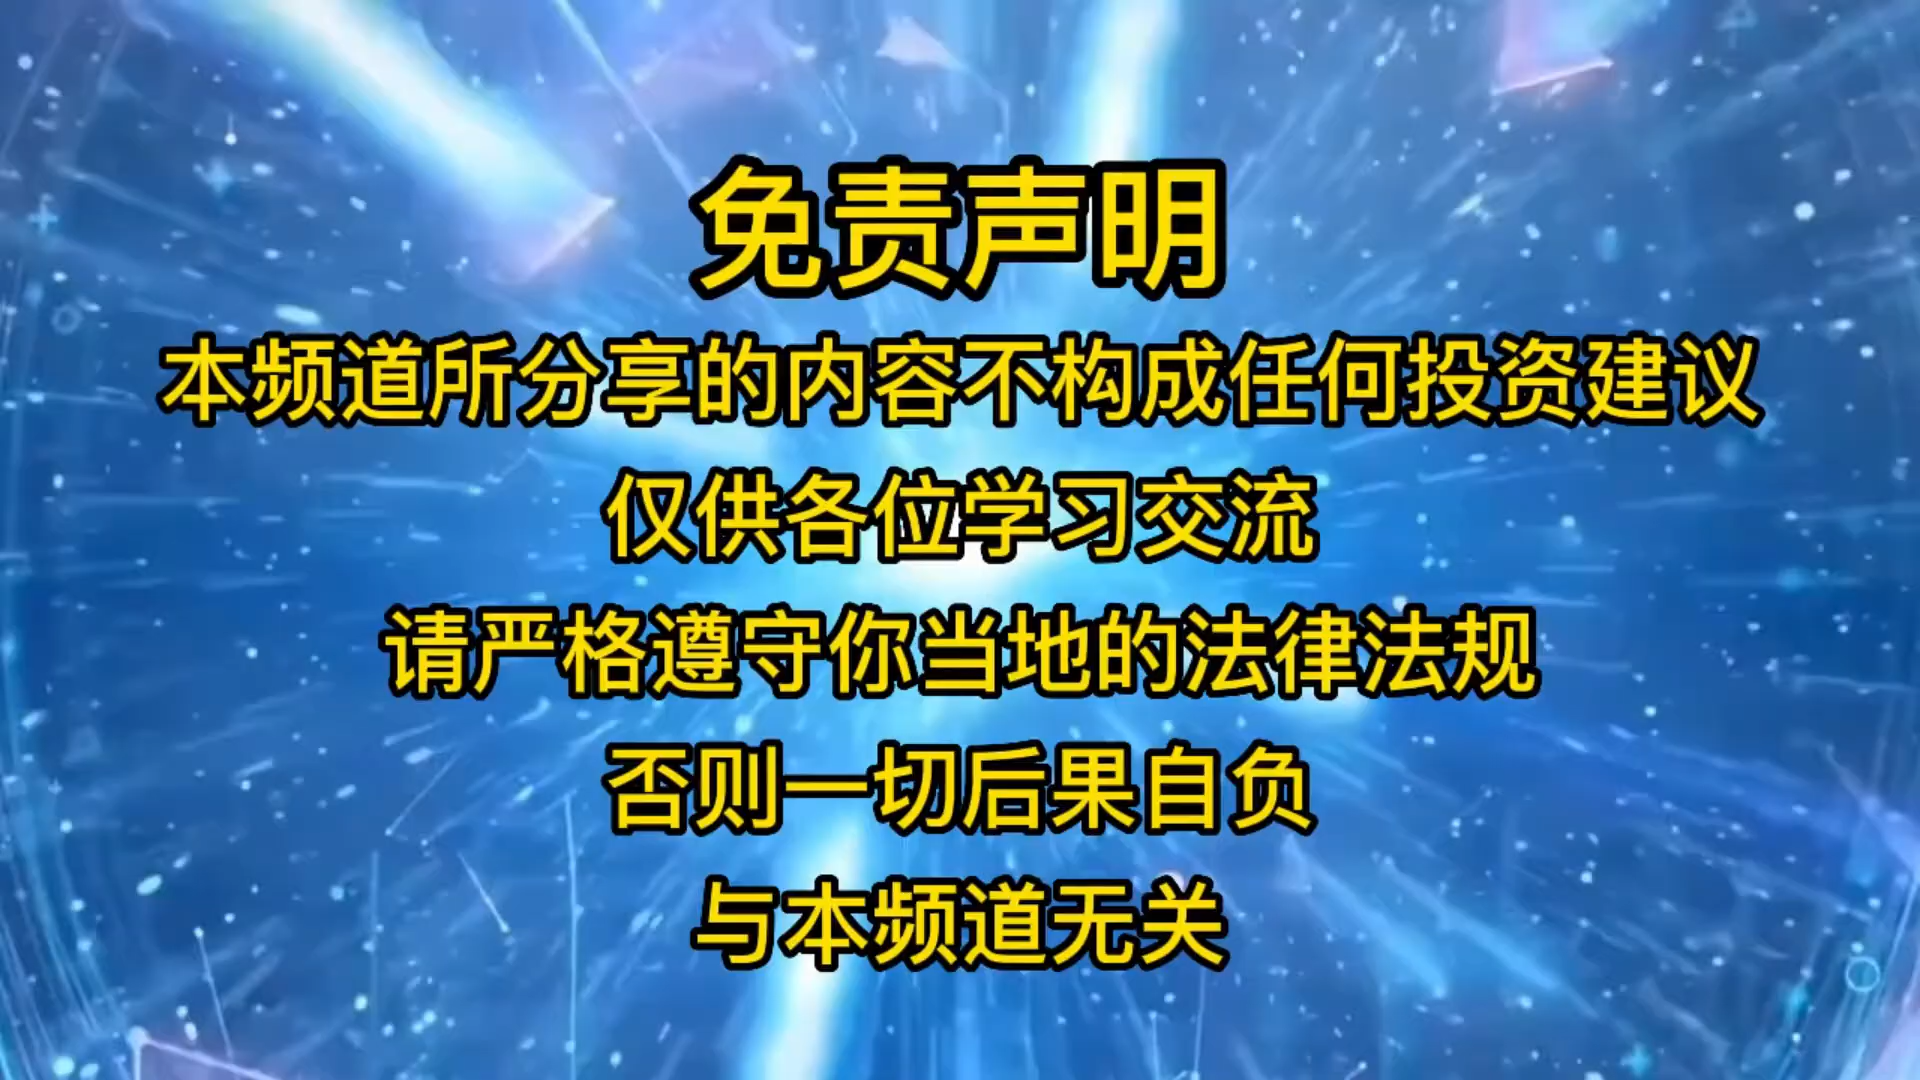 免责声明
本频道所分享的内容不构成任何投资建议
仅供各位学习交流
请严格遵守你当地的法律法规
否则一切后果自负
与本频道无关